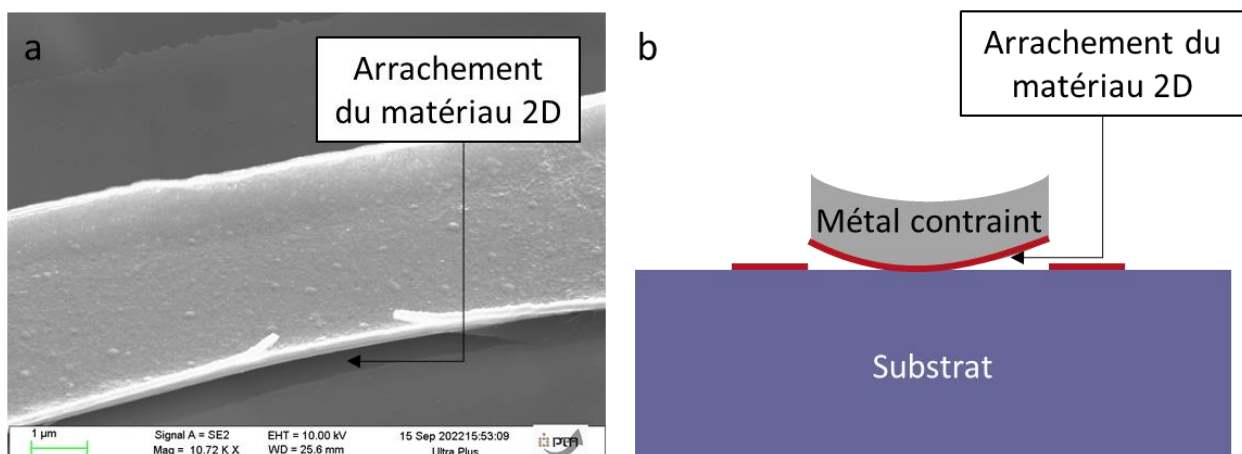 a
Arrachement
du matériau 2D
1 µm
Signal A = SE2
Mag = 10.72 K X
EHT = 10.00 kV
WD = 25.6 mm
15 Sep 2022 15:53:09
Ultra Plus
b
Arrachement du
matériau 2D
Métal contraint
Substrat